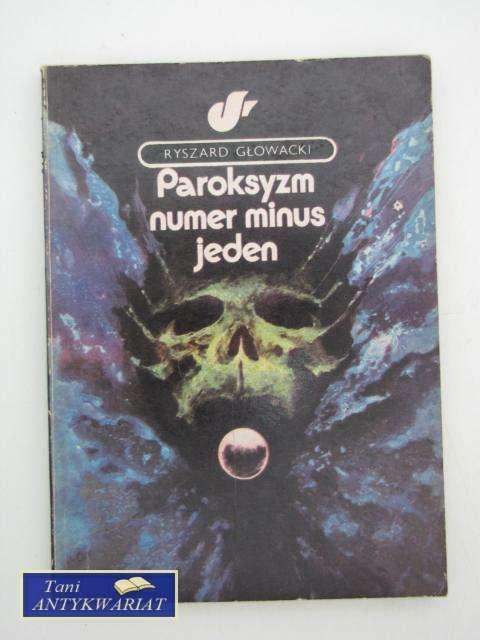 RYSZARD GŁOWACKI
Paroksyzm
numer minus
jeden
Tani
ANTYKWARIAT